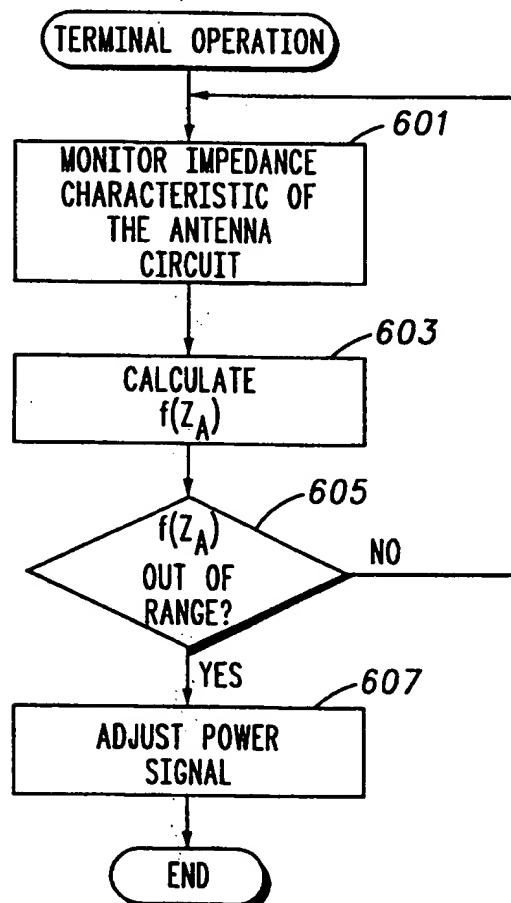 TERMINAL OPERATION
601
MONITOR IMPEDANCE
CHARACTERISTIC OF
THE ANTENNA
CIRCUIT
603
CALCULATE
f(Z_A)
605
f(Z_A)
OUT OF
RANGE?
NO
YES
607
ADJUST POWER
SIGNAL
END